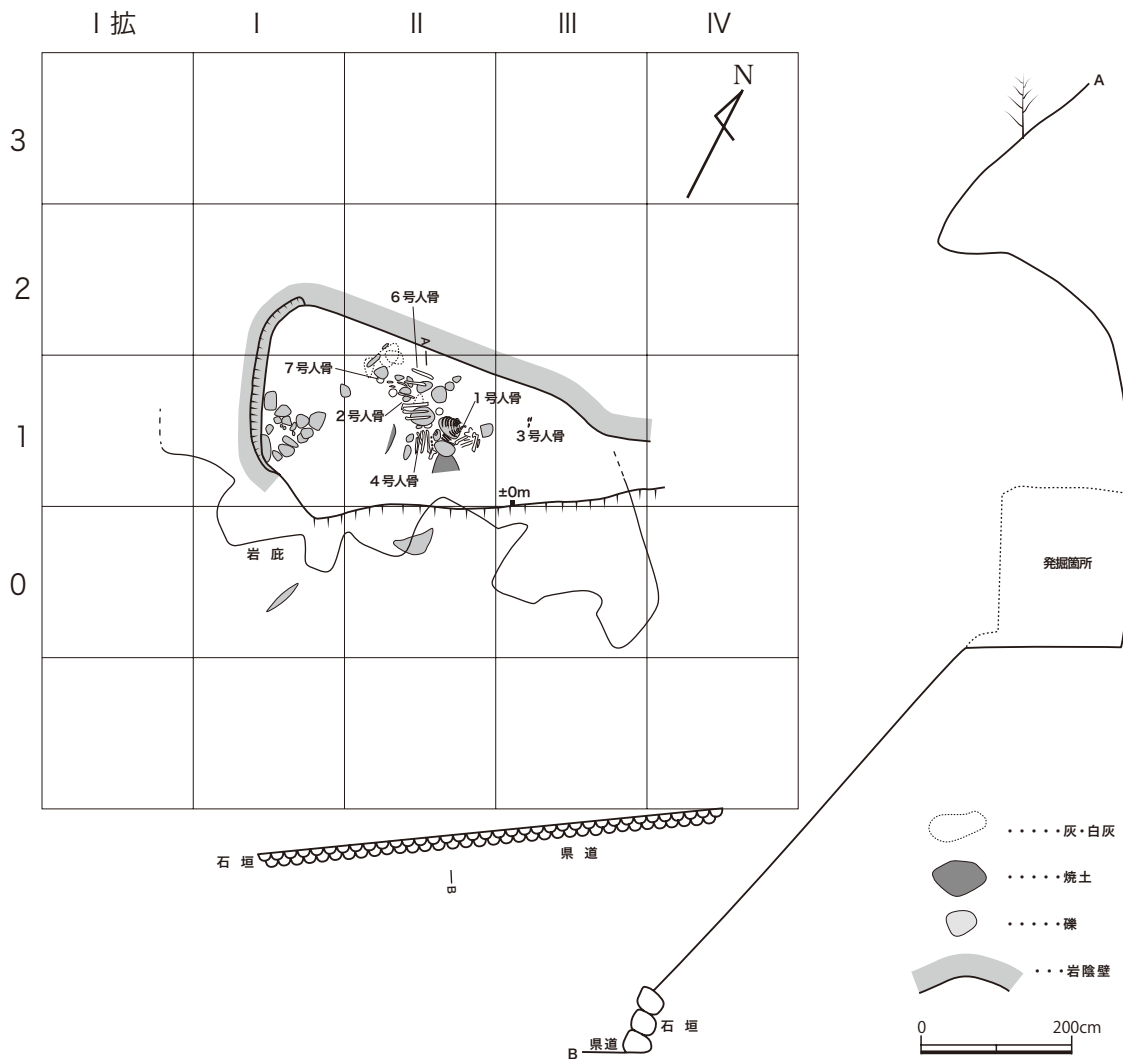 Ⅰ拡 Ⅰ Ⅱ Ⅲ Ⅳ
N
A
3
2
6号人骨
A
7号人骨
1号人骨
2号人骨
3号人骨
1
4号人骨
±0m
岩庇
発掘箇所
0
石垣
県道
B
灰・白灰
焼土
礫
岩陰壁
石垣
県道
B
0 200cm